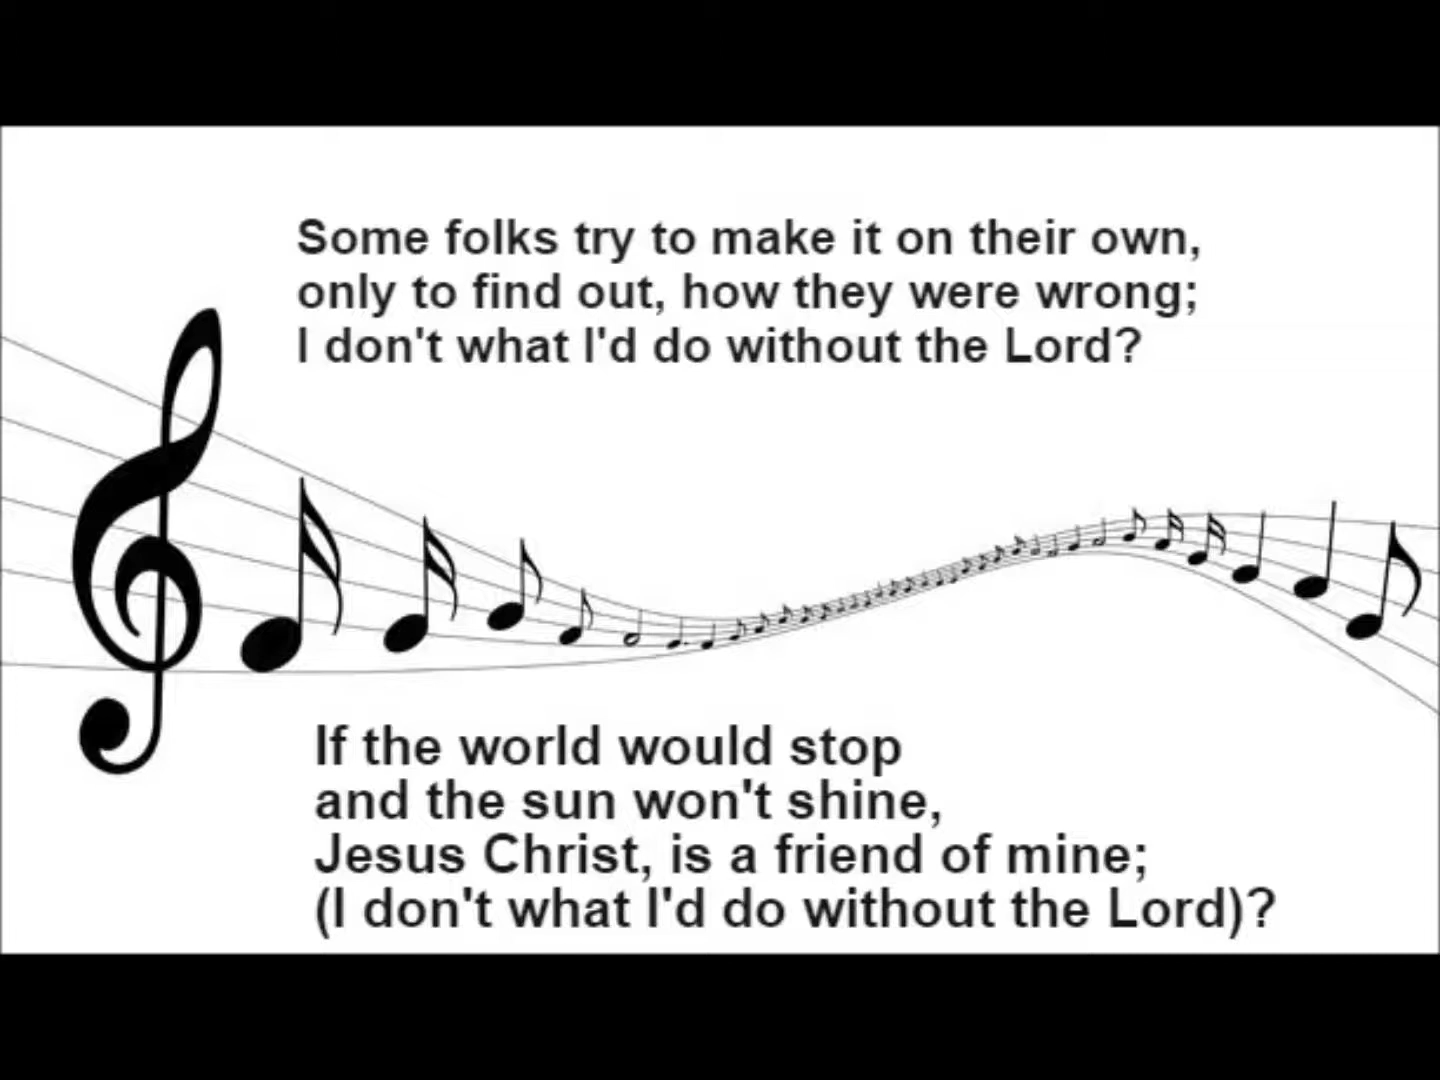 Some folks try to make it on their own,
only to find out, how they were wrong;
I don't what I'd do without the Lord?
If the world would stop
and the sun won't shine,
Jesus Christ, is a friend of mine;
(I don't what I'd do without the Lord)?